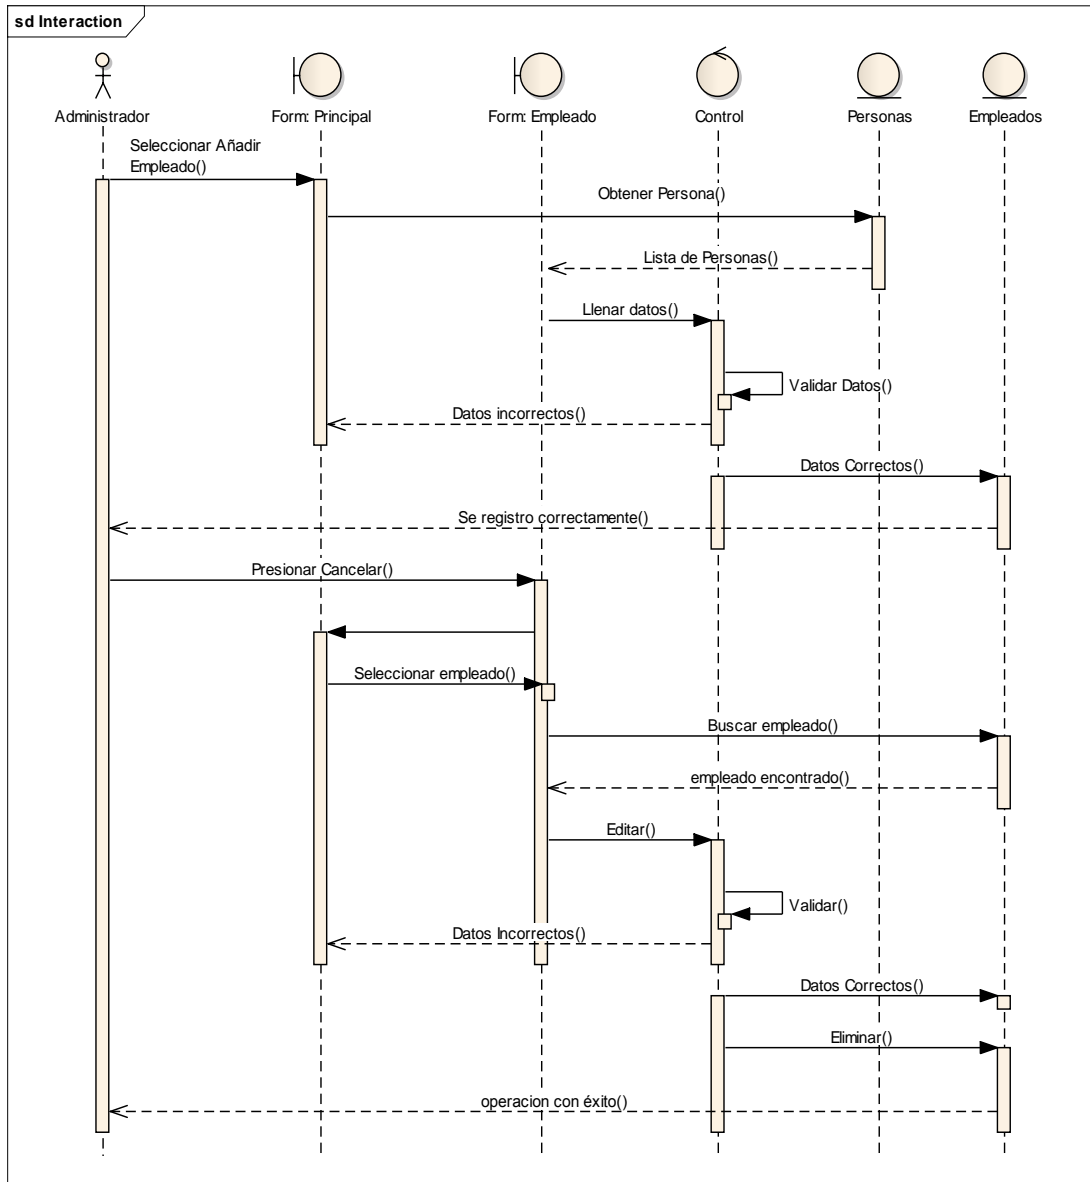 sd Interaction
Administrador
Form: Principal
Form: Empleado
Control
Personas
Empleados
Seleccionar Añadir
Empleado()
Obtener Persona()
Lista de Personas()
Llenar datos()
Validar Datos()
Datos incorrectos()
Datos Correctos()
Se registro correctamente()
Presionar Cancelar()
Seleccionar empleado()
Buscar empleado()
empleado encontrado()
Editar()
Validar()
Datos Incorrectos()
Datos Correctos()
Eliminar()
operacion con éxito()